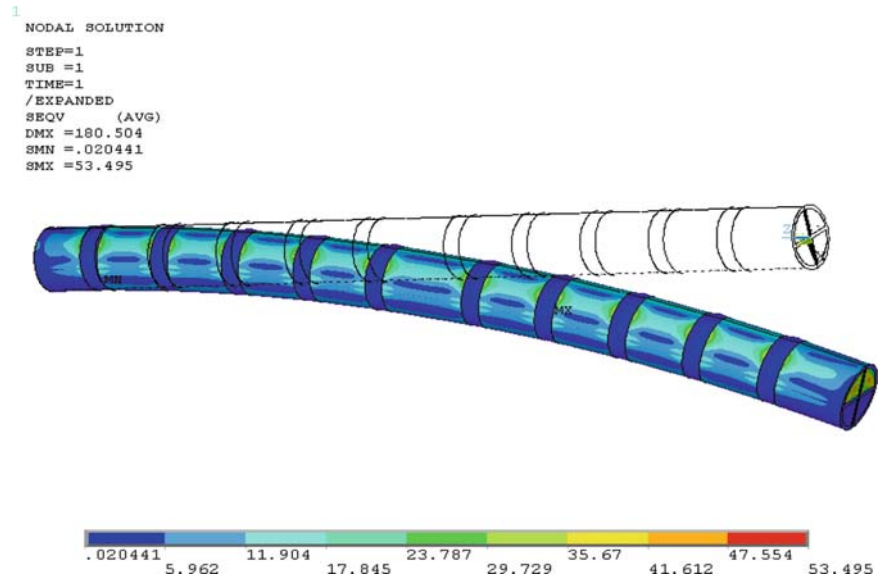 1
NODAL SOLUTION
STEP=1
SUB =1
TIME=1
/EXPANDED
SEQV (AVG)
DMX =180.504
SMN =.020441
SMX =53.495
Z
MN
MX
.020441 11.904 23.787 35.67 47.554
5.962 17.845 29.729 41.612 53.495